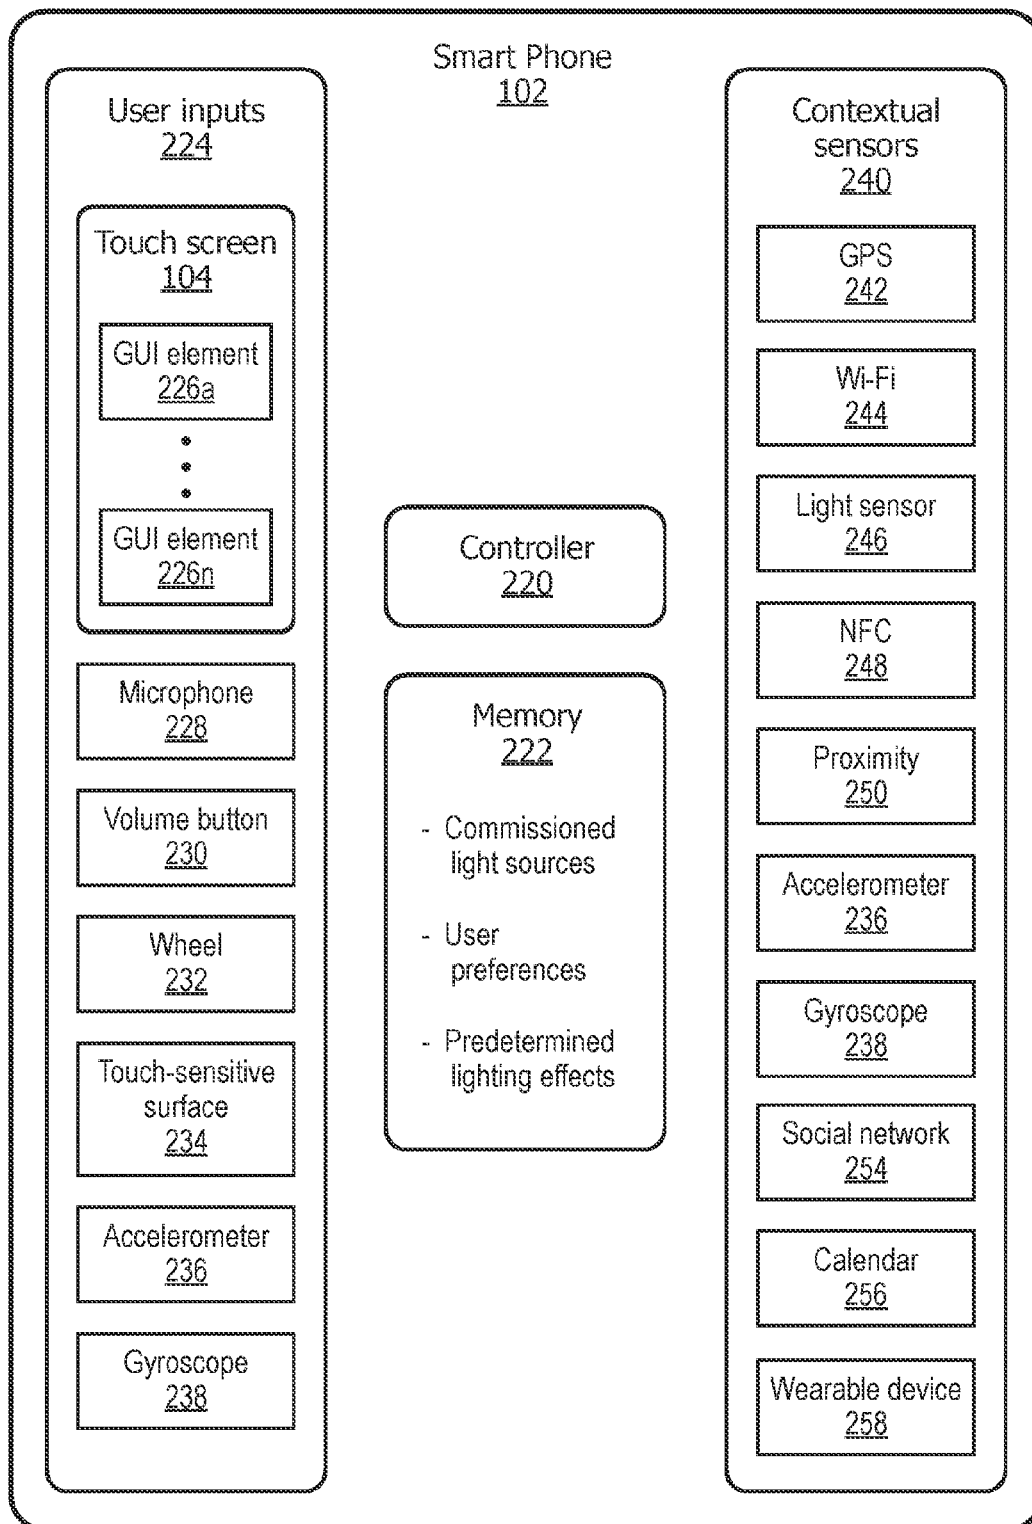 Smart Phone
102
User inputs
224
Touch screen
104
GUI element
226a
GUI element
226n
Microphone
228
Volume button
230
Wheel
232
Touch-sensitive
surface
234
Accelerometer
236
Gyroscope
238
Controller
220
Memory
222
- Commissioned
light sources
- User
preferences
- Predetermined
lighting effects
Contextual
sensors
240
GPS
242
Wi-Fi
244
Light sensor
246
NFC
248
Proximity
250
Accelerometer
236
Gyroscope
238
Social network
254
Calendar
256
Wearable device
258